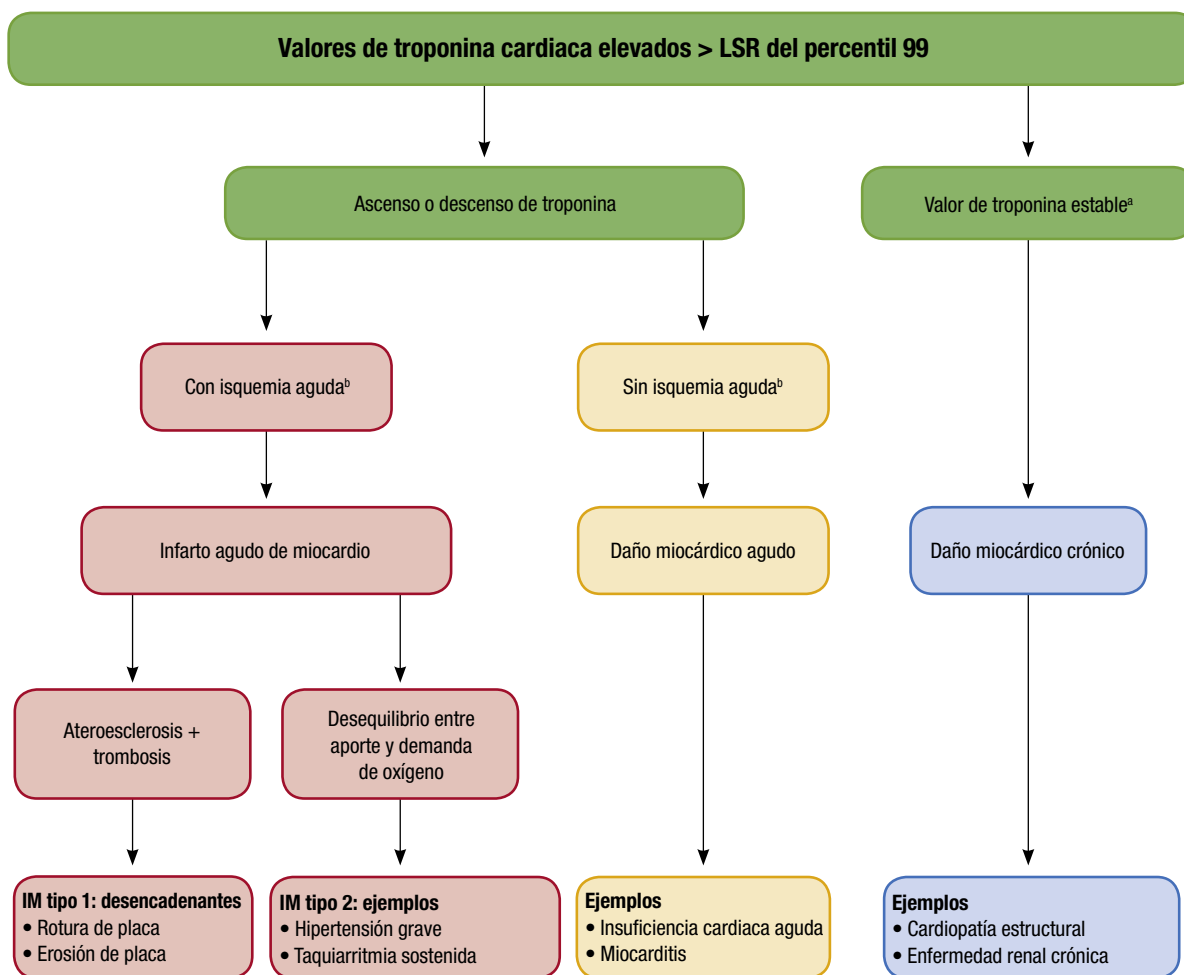 Valores de troponina cardiaca elevados > LSR del percentil 99
Ascenso o descenso de troponina
Valor de troponina estableᵃ
Con isquemia agudaᵇ
Sin isquemia agudaᵇ
Infarto agudo de miocardio
Daño miocárdico agudo
Daño miocárdico crónico
Ateroesclerosis +
trombosis
Desequilibrio entre
aporte y demanda
de oxígeno
IM tipo 1: desencadenantes
• Rotura de placa
• Erosión de placa
IM tipo 2: ejemplos
• Hipertensión grave
• Taquiarritmia sostenida
Ejemplos
• Insuficiencia cardiaca aguda
• Miocarditis
Ejemplos
• Cardiopatía estructural
• Enfermedad renal crónica